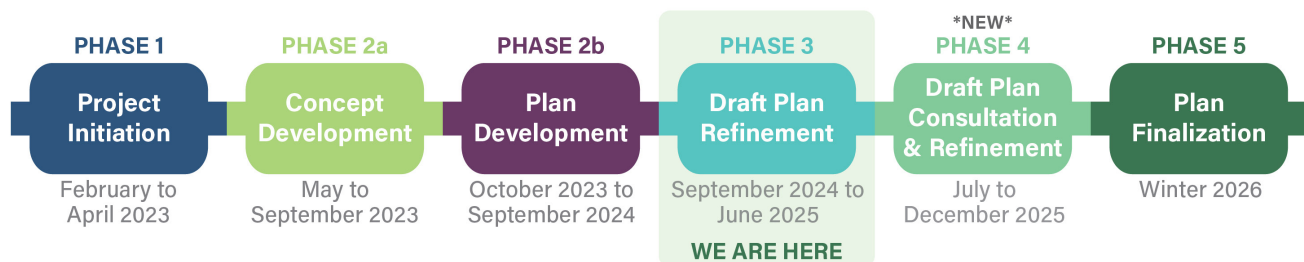 PHASE 1
Project
Initiation
February to
April 2023
PHASE 2a
Concept
Development
May to
September 2023
PHASE 2b
Plan
Development
October 2023 to
September 2024
PHASE 3
Draft Plan
Refinement
September 2024 to
June 2025
WE ARE HERE
*NEW*
PHASE 4
Draft Plan
Consultation
& Refinement
July to
December 2025
PHASE 5
Plan
Finalization
Winter 2026